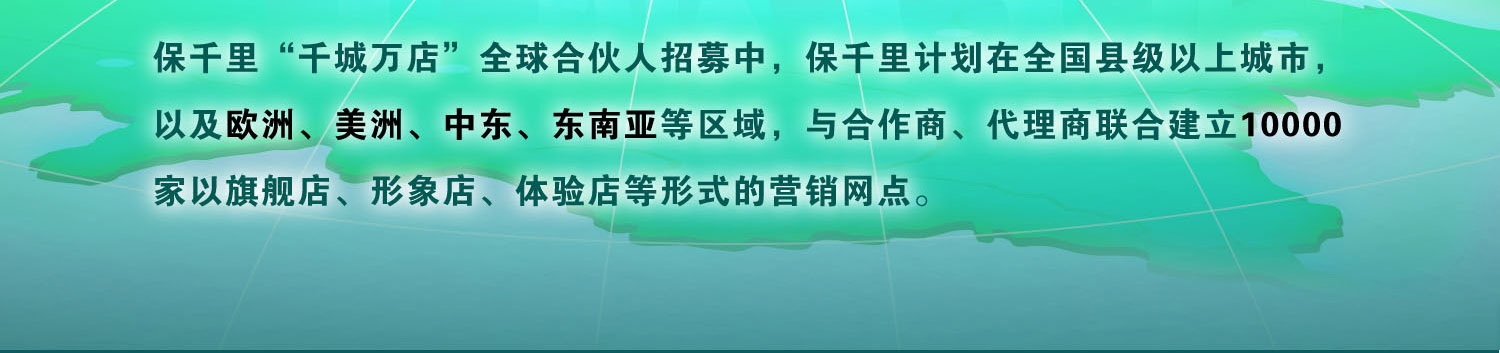 保千里“千城万店”全球合伙人招募中，保千里计划在全国县级以上城市，
以及欧洲、美洲、中东、东南亚等区域，与合作商、代理商联合建立10000
家以旗舰店、形象店、体验店等形式的营销网点。